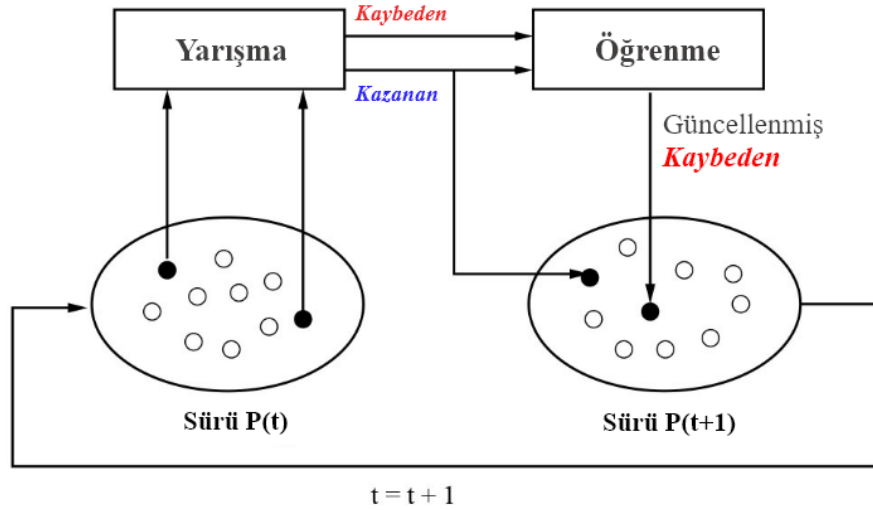 Kaybeden
Yarışma
Öğrenme
Kazanan
Güncellenmiş
Kaybeden
Sürü P(t)
Sürü P(t+1)
t = t + 1